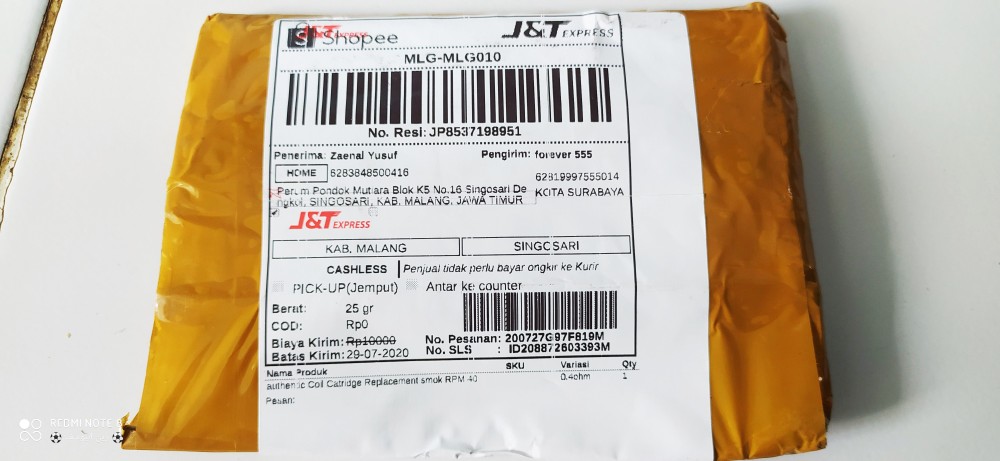 Shopee
J&T EXPRESS
MLG-MLG010
No. Resi: JP8537198951
Penerima: Zaenal Yusuf
Pengirim: forever 555
HOME 6283848500416
62819997555014
Perum Pondok Mutiara Blok K5 No.16 Singosari De
KOTA SURABAYA
ngkol, SINGOSARI, KAB. MALANG, JAWA TIMUR
J&T EXPRESS
KAB. MALANG
SINGOSARI
CASHLESS
Penjual tidak perlu bayar ongkir ke Kurir
PICK-UP(Jemput)
Antar ke counter
Berat: 25 gr
COD: Rp0
Biaya Kirim: Rp10000
No. Pesanan: 200727G97F819M
Batas Kirim: 29-07-2020
No. SLS : ID208872603393M
Nama Produk SKU Variasi Qty
authentic Coil Catridge Replacement smok RPM 40 0.4ohm 1
Pesan:
REDMI NOTE 8